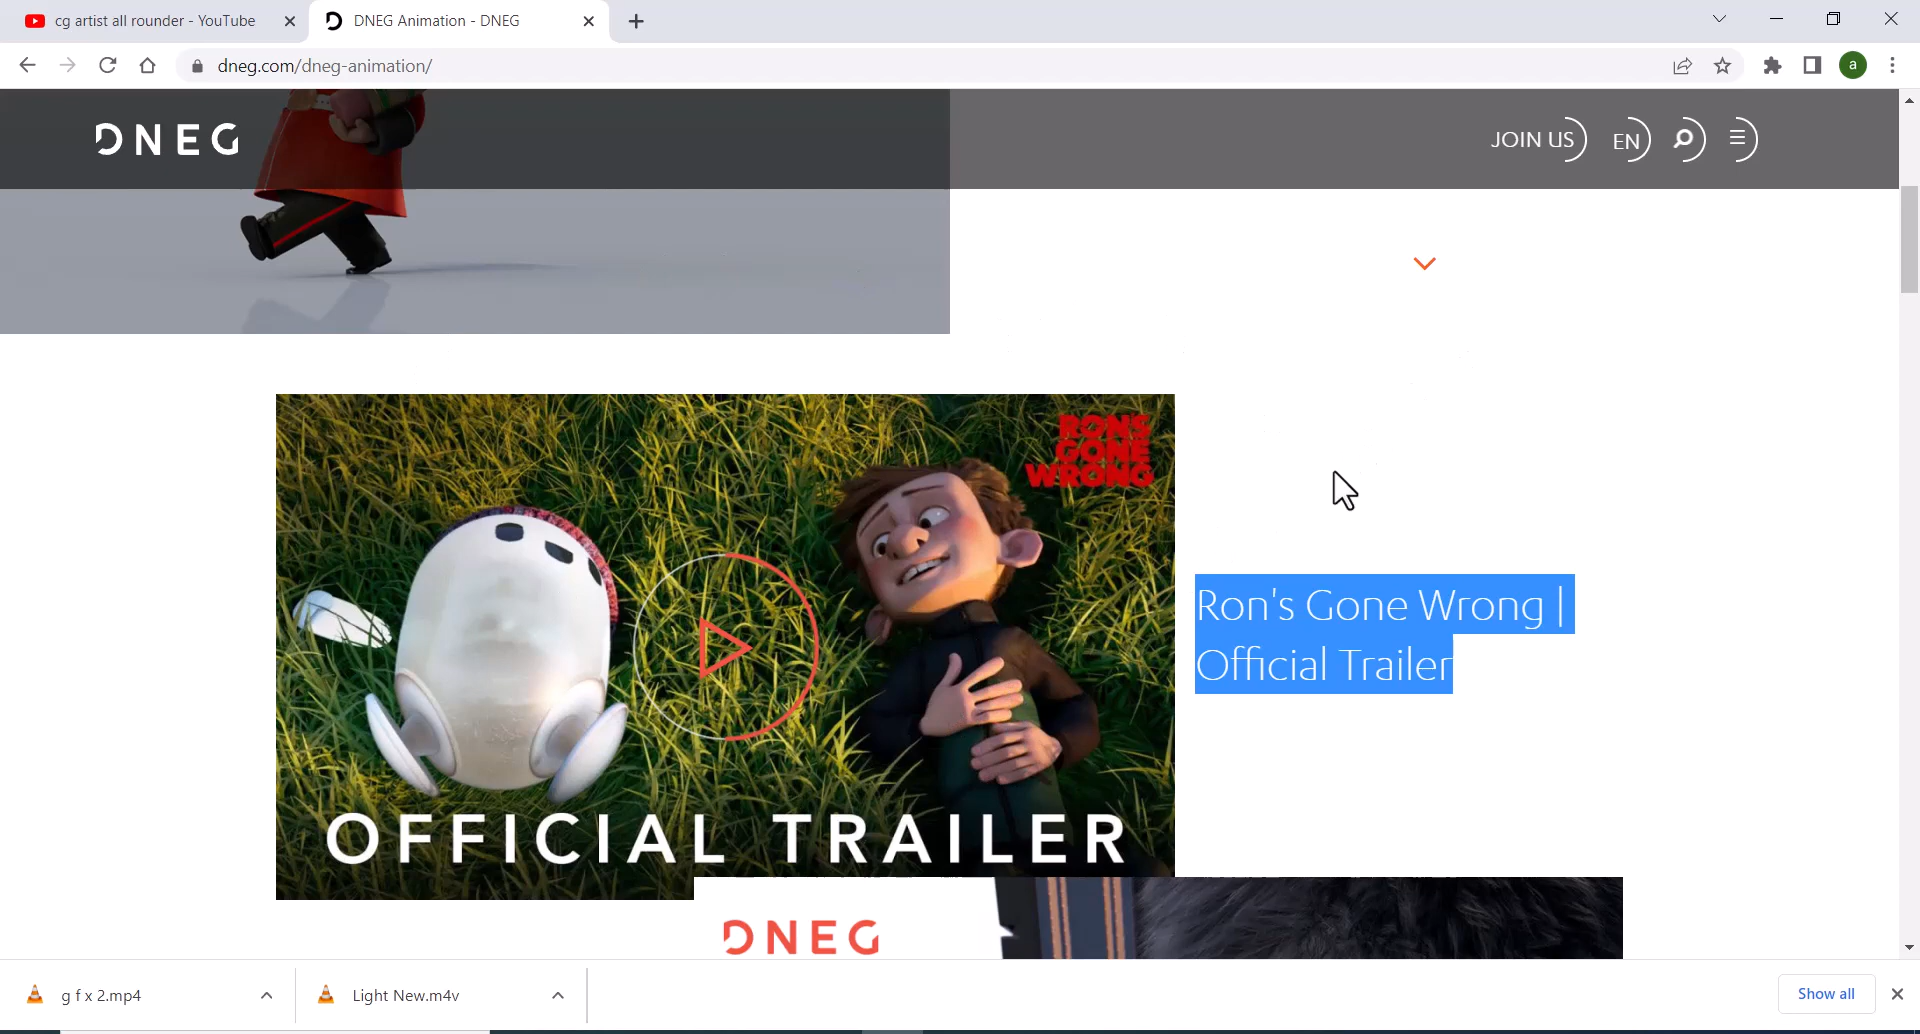 cg artist all rounder - YouTube
DNEG Animation - DNEG
dneg.com/dneg-animation/
a
DNEG
JOIN US
EN
RON'S
GONE
WRONG
OFFICIAL TRAILER
Ron's Gone Wrong |
Official Trailer
DNEG
g f x 2.mp4
Light New.m4v
Show all